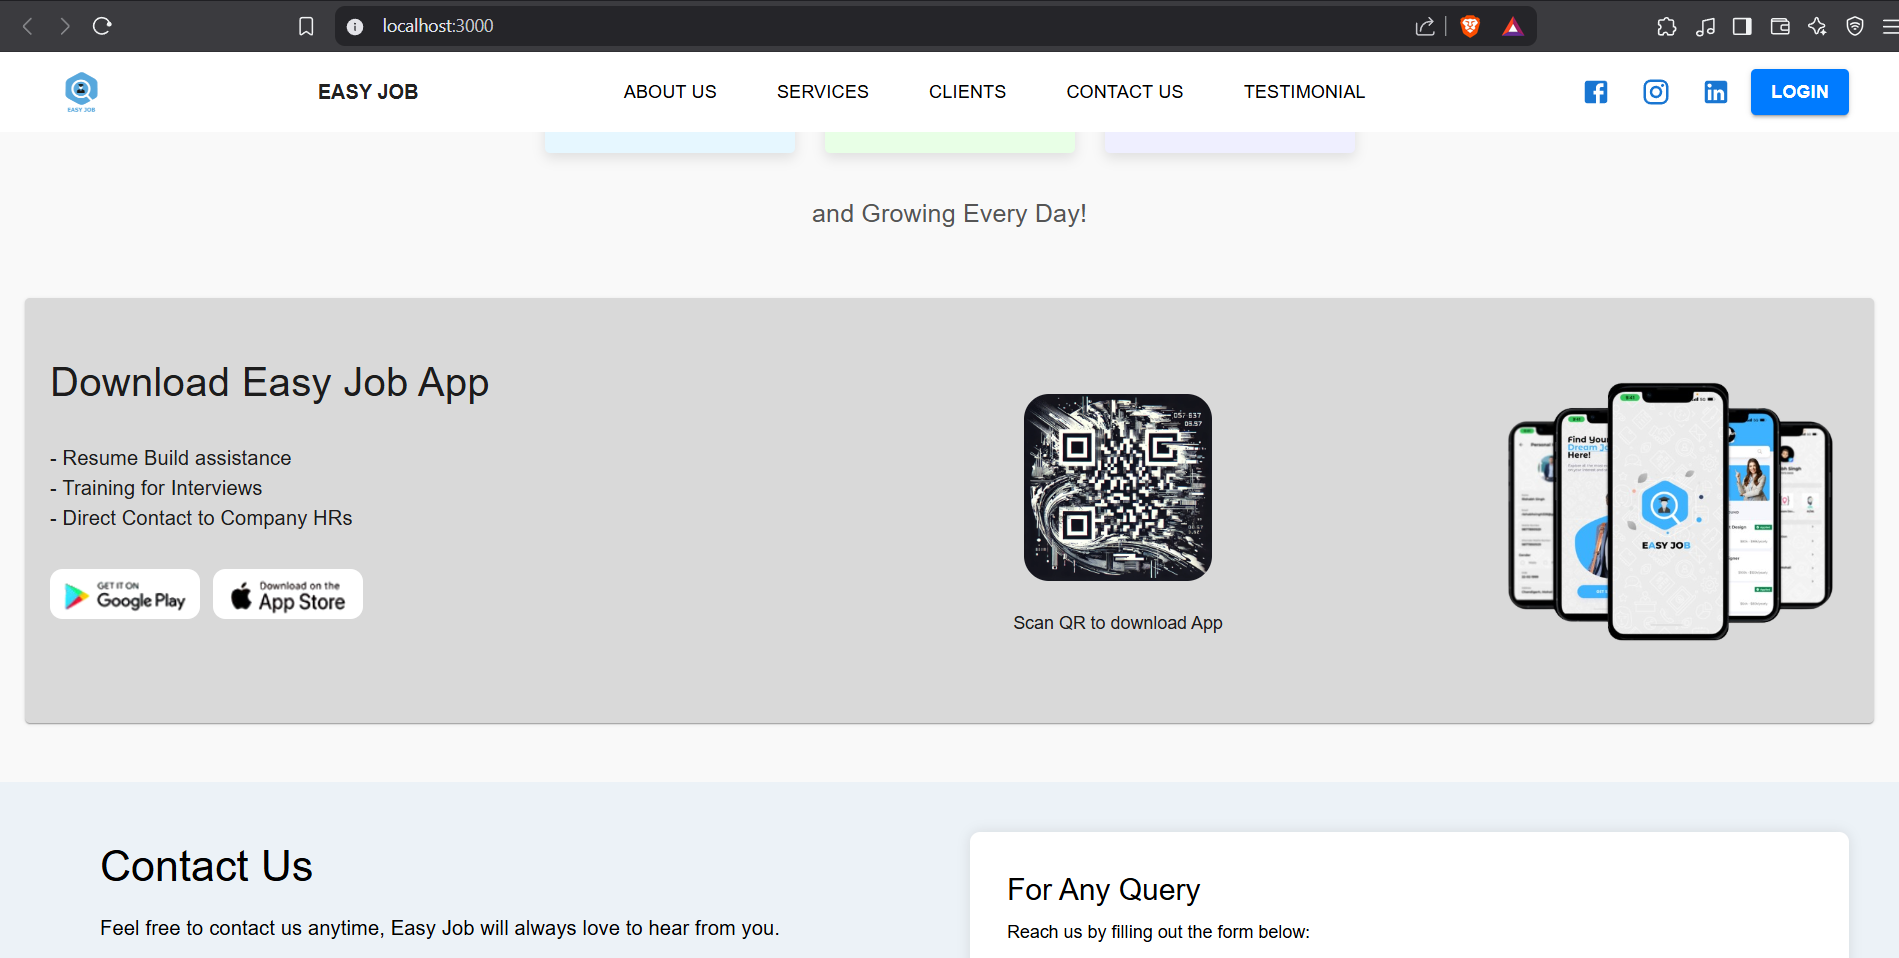 localhost:3000
EASY JOB
EASY JOB
ABOUT US
SERVICES
CLIENTS
CONTACT US
TESTIMONIAL
LOGIN
and Growing Every Day!
Download Easy Job App
- Resume Build assistance
- Training for Interviews
- Direct Contact to Company HRs
GET IT ON
Google Play
Download on the
App Store
Scan QR to download App
Find Your
Here!
EASY JOB
Contact Us
Feel free to contact us anytime, Easy Job will always love to hear from you.
For Any Query
Reach us by filling out the form below: